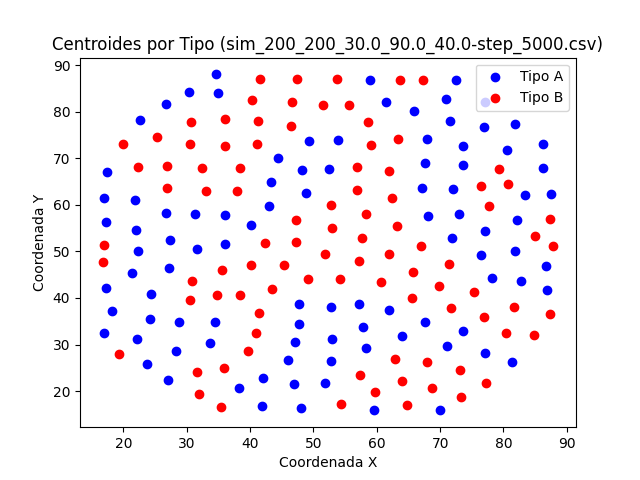 Centroides por Tipo (sim_200_200_30.0_90.0_40.0-step_5000.csv)
Tipo A
Tipo B
Coordenada Y
90
80
70
60
50
40
30
20
20 30 40 50 60 70 80 90
Coordenada X